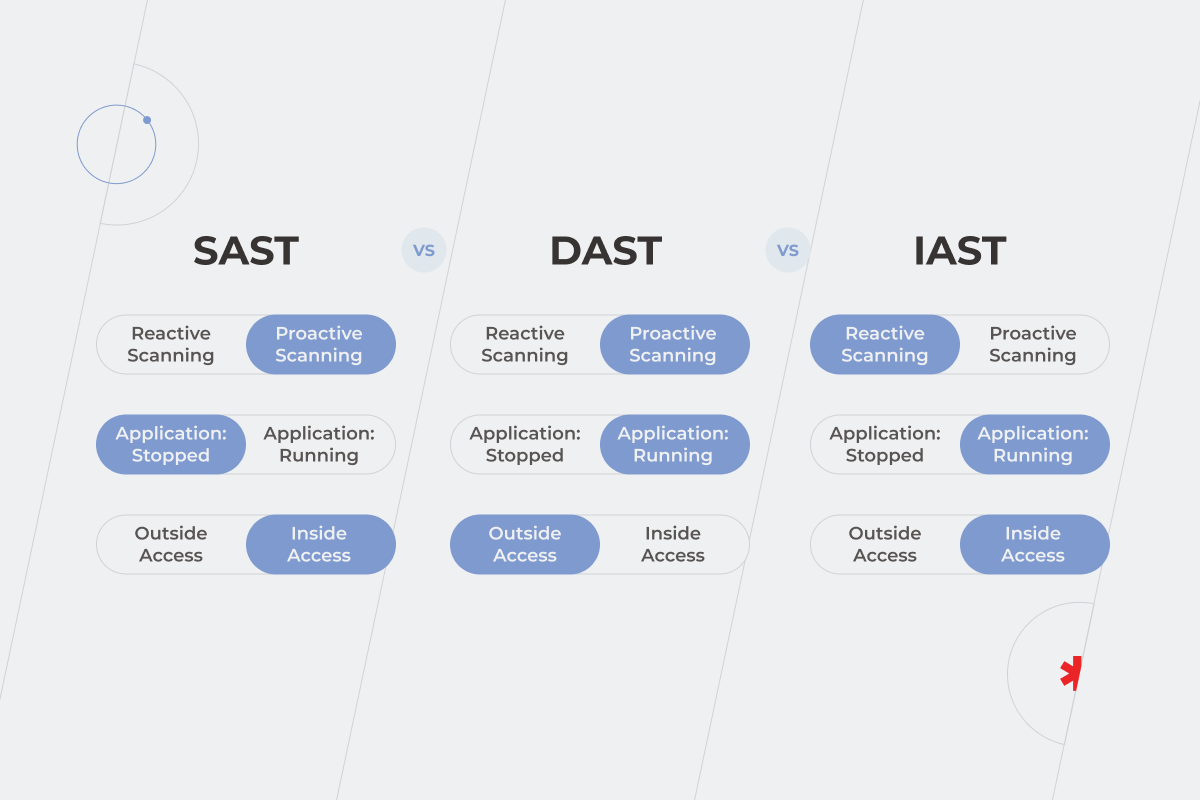 SAST
VS
DAST
VS
IAST
Reactive
Scanning
Proactive
Scanning
Reactive
Scanning
Proactive
Scanning
Reactive
Scanning
Proactive
Scanning
Application:
Stopped
Application:
Running
Application:
Stopped
Application:
Running
Application:
Stopped
Application:
Running
Outside
Access
Inside
Access
Outside
Access
Inside
Access
Outside
Access
Inside
Access